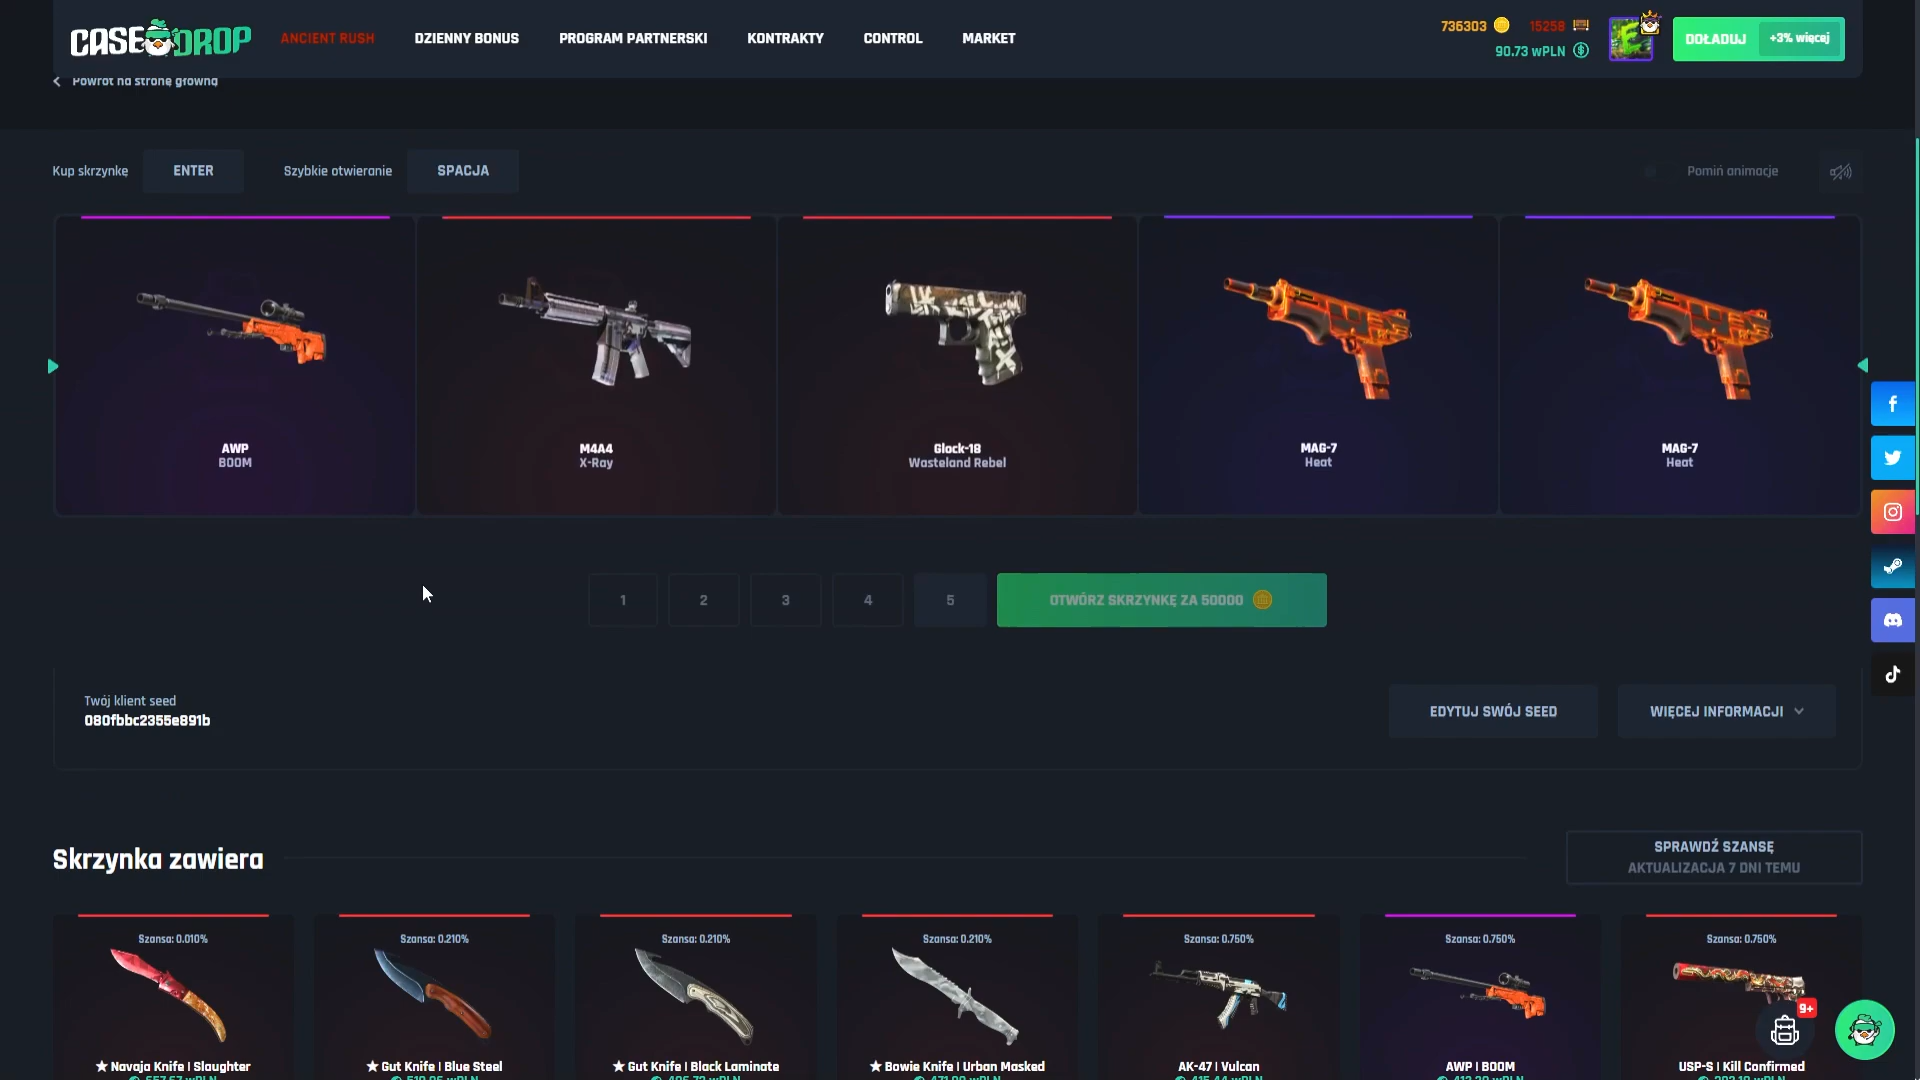 CASE DROP
ANCIENT RUSH
DZIENNY BONUS
PROGRAM PARTNERSKI
KONTRAKTY
CONTROL
MARKET
736303
15258
90.73 wPLN
DOŁADUJ
+3% więcej
Powrót na stronę główną
Kup skrzynkę
ENTER
Szybkie otwieranie
SPACJA
Pomiń animacje
AWP
BOOM
M4A4
X-Ray
Glock-18
Wasteland Rebel
MAG-7
Heat
MAG-7
Heat
1
2
3
4
5
OTWÓRZ SKRZYNKĘ ZA 50000
Twój klient seed
080fbbc2355e891b
EDYTUJ SWÓJ SEED
WIĘCEJ INFORMACJI
Skrzynka zawiera
SPRAWDŹ SZANSĘ
AKTUALIZACJA 7 DNI TEMU
Szansa: 0.010%
Szansa: 0.210%
Szansa: 0.210%
Szansa: 0.210%
Szansa: 0.750%
Szansa: 0.750%
Szansa: 0.750%
9+
★ Navaja Knife | Slaughter
★ Gut Knife | Blue Steel
★ Gut Knife | Black Laminate
★ Bowie Knife | Urban Masked
AK-47 | Vulcan
AWP | BOOM
USP-S | Kill Confirmed